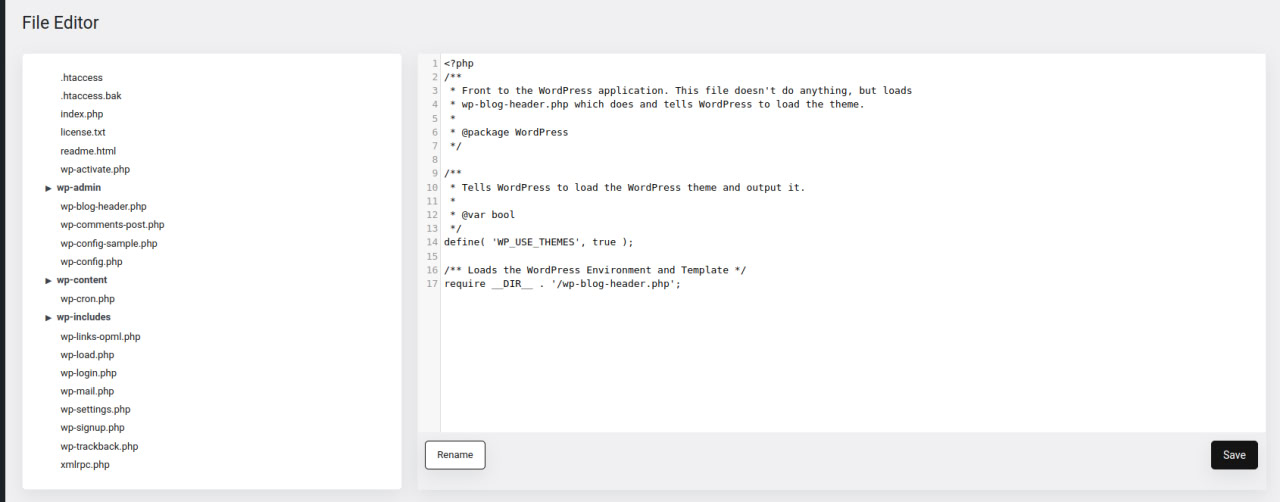 File Editor
.htaccess
.htaccess.bak
index.php
license.txt
readme.html
wp-activate.php
▶ wp-admin
wp-blog-header.php
wp-comments-post.php
wp-config-sample.php
wp-config.php
▶ wp-content
wp-cron.php
▶ wp-includes
wp-links-opml.php
wp-load.php
wp-login.php
wp-mail.php
wp-settings.php
wp-signup.php
wp-trackback.php
xmlrpc.php
1 <?php
2 /**
3  * Front to the WordPress application. This file doesn't do anything, but loads
4  * wp-blog-header.php which does and tells WordPress to load the theme.
5  *
6  * @package WordPress
7  */
8
9 /**
10  * Tells WordPress to load the WordPress theme and output it.
11  *
12  * @var bool
13  */
14 define( 'WP_USE_THEMES', true );
15
16 /** Loads the WordPress Environment and Template */
17 require __DIR__ . '/wp-blog-header.php';
Rename
Save